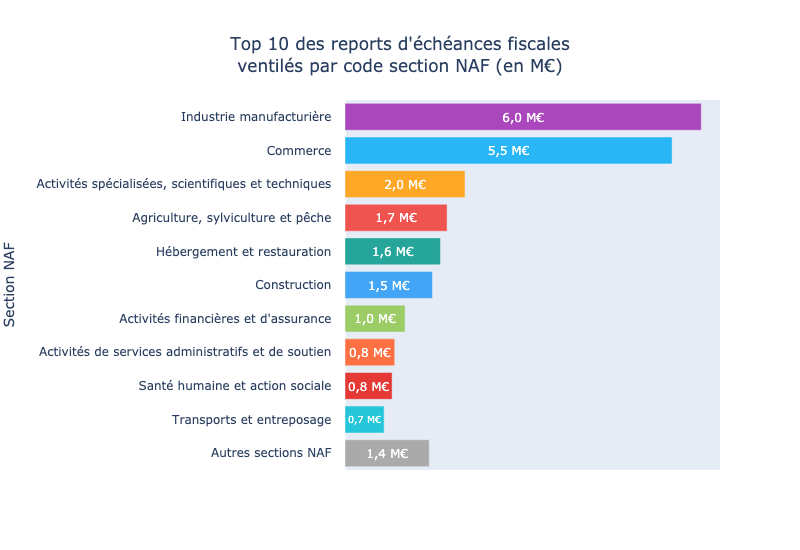 Top 10 des reports d'échéances fiscales
ventilés par code section NAF (en M€)
Section NAF
Industrie manufacturière 6,0 M€
Commerce 5,5 M€
Activités spécialisées, scientifiques et techniques 2,0 M€
Agriculture, sylviculture et pêche 1,7 M€
Hébergement et restauration 1,6 M€
Construction 1,5 M€
Activités financières et d'assurance 1,0 M€
Activités de services administratifs et de soutien 0,8 M€
Santé humaine et action sociale 0,8 M€
Transports et entreposage 0,7 M€
Autres sections NAF 1,4 M€